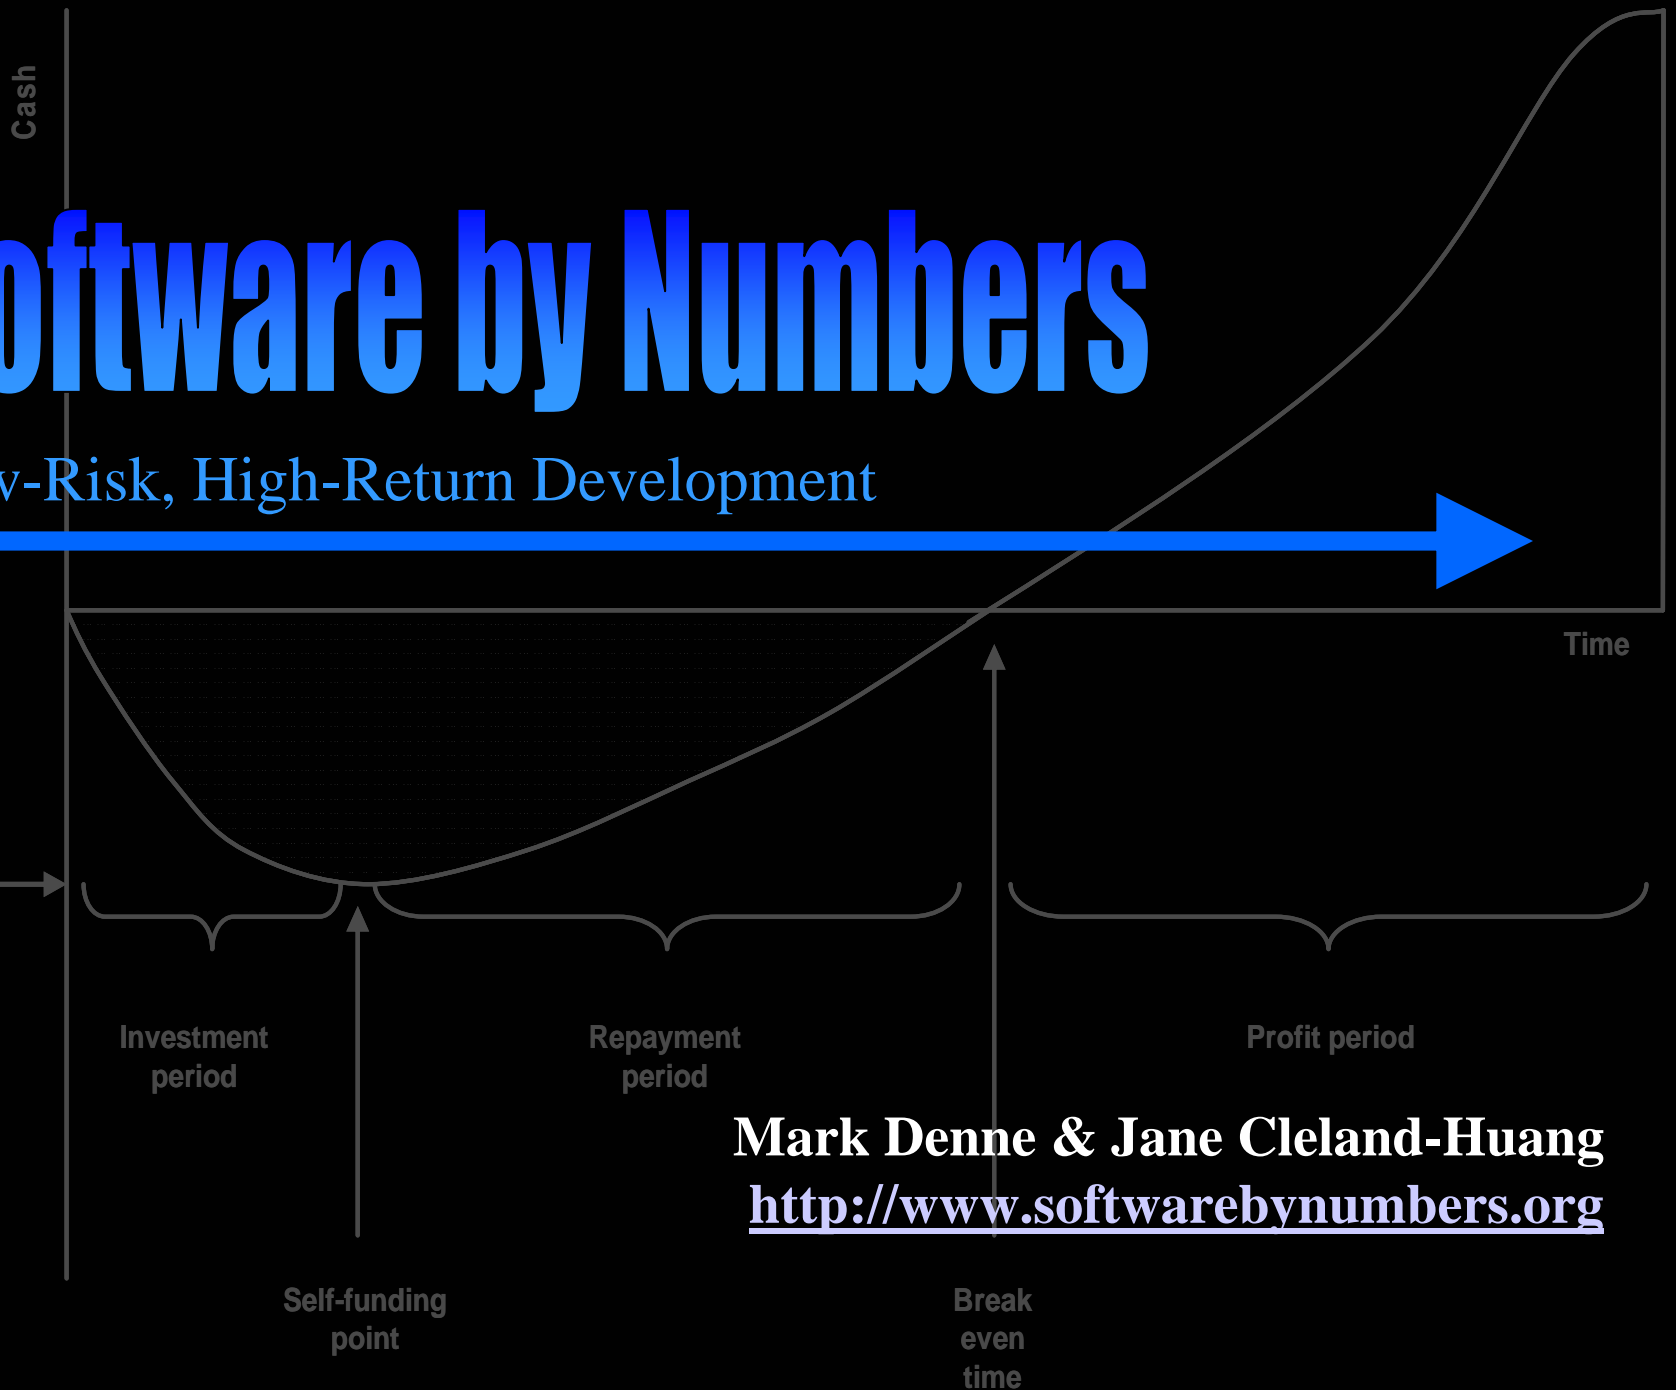 Cash
oftware by Numbers
w-Risk, High-Return Development
Time
Investment
period
Repayment
period
Profit period
Mark Denne & Jane Cleland-Huang
http://www.softwarebynumbers.org
Self-funding
point
Break
even
time